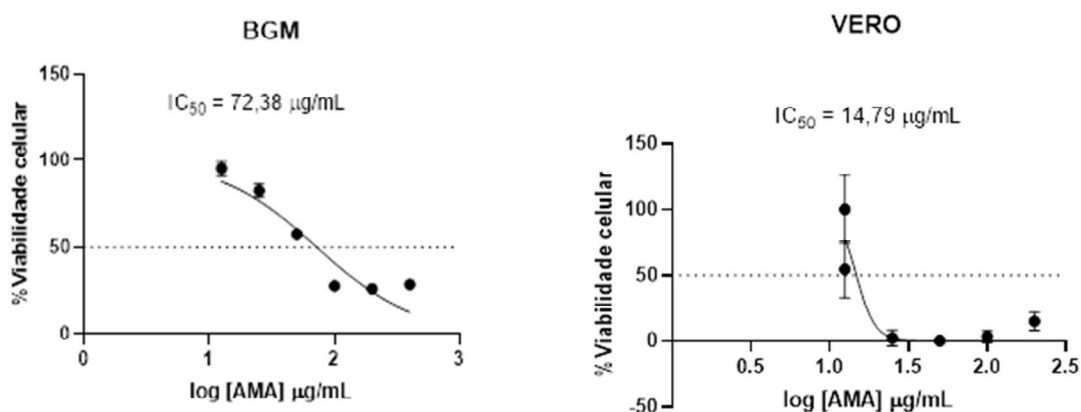 BGM
IC50 = 72,38 μg/mL
% Viabilidade celular
150
100
50
0
0
1
2
3
log [AMA] μg/mL
VERO
IC50 = 14,79 μg/mL
% Viabilidade celular
150
100
50
0
-50
0.5
1.0
1.5
2.0
2.5
log [AMA] μg/mL